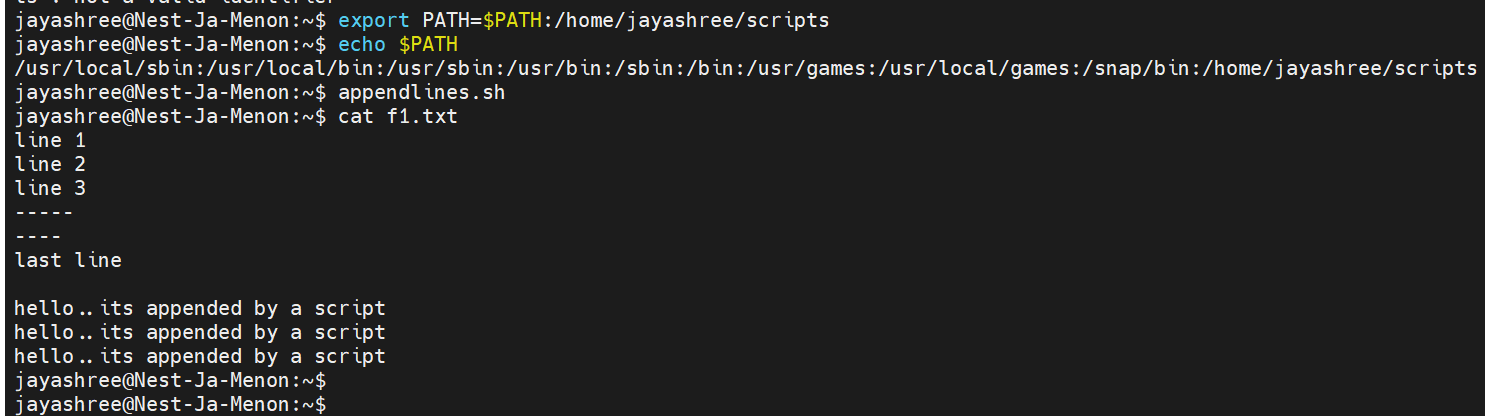 ls : not a valid identifier
jayashree@Nest-Ja-Menon:~$ export PATH=$PATH:/home/jayashree/scripts
jayashree@Nest-Ja-Menon:~$ echo $PATH
/usr/local/sbin:/usr/local/bin:/usr/sbin:/usr/bin:/sbin:/bin:/usr/games:/usr/local/games:/snap/bin:/home/jayashree/scripts
jayashree@Nest-Ja-Menon:~$ appendlines.sh
jayashree@Nest-Ja-Menon:~$ cat f1.txt
line 1
line 2
line 3
-----
----
last line

hello..its appended by a script
hello..its appended by a script
hello..its appended by a script
jayashree@Nest-Ja-Menon:~$
jayashree@Nest-Ja-Menon:~$